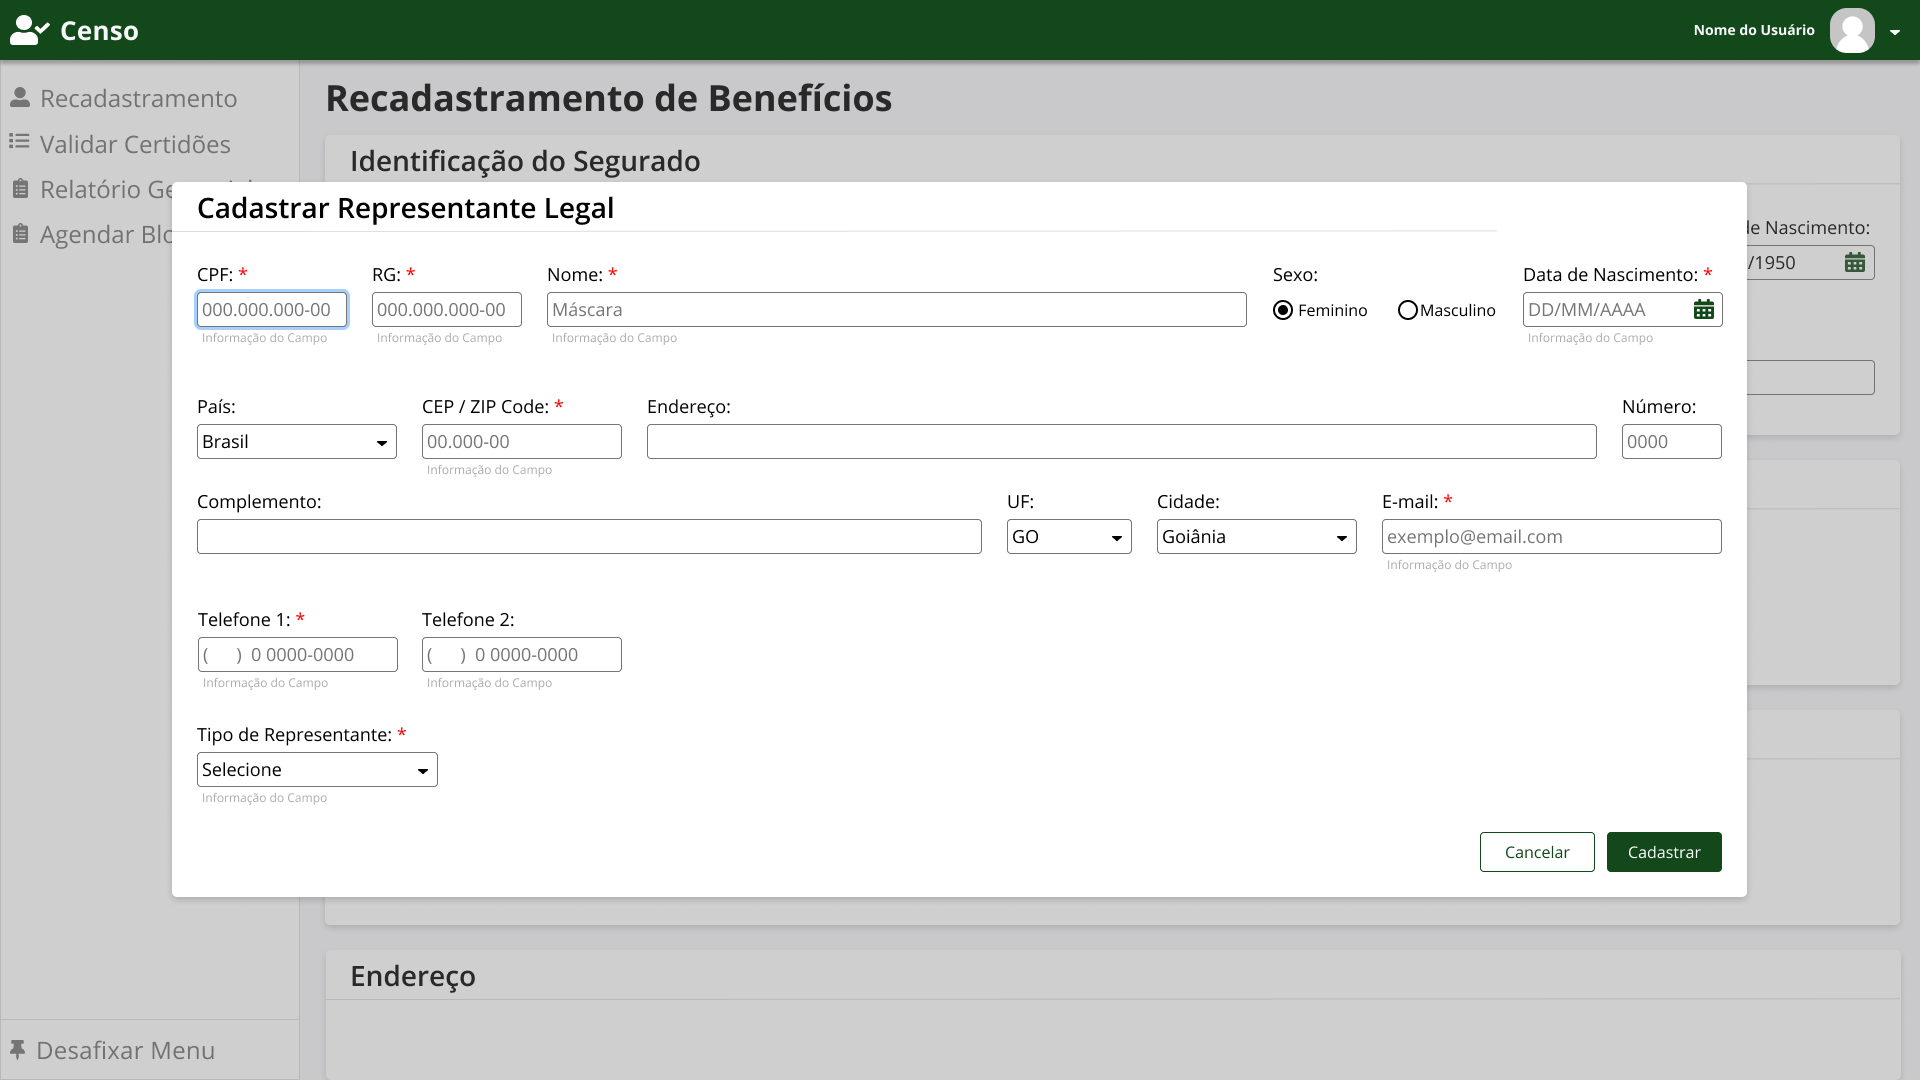 Censo
Nome do Usuário
Recadastramento
Validar Certidões
Relatório Ge
Agendar Blo
Desafixar Menu
Recadastramento de Benefícios
Identificação do Segurado
de Nascimento:
/1950
Cadastrar Representante Legal
CPF: * RG: * Nome: * Sexo: Data de Nascimento: *
000.000.000-00 000.000.000-00 Máscara Feminino Masculino DD/MM/AAAA
Informação do Campo Informação do Campo Informação do Campo Informação do Campo
País: CEP / ZIP Code: * Endereço: Número:
Brasil 00.000-00 0000
Informação do Campo
Complemento: UF: Cidade: E-mail: *
GO Goiânia exemplo@email.com
Informação do Campo
Telefone 1: * Telefone 2:
( ) 0 0000-0000 ( ) 0 0000-0000
Informação do Campo Informação do Campo
Tipo de Representante: *
Selecione
Informação do Campo
Cancelar Cadastrar
Endereço